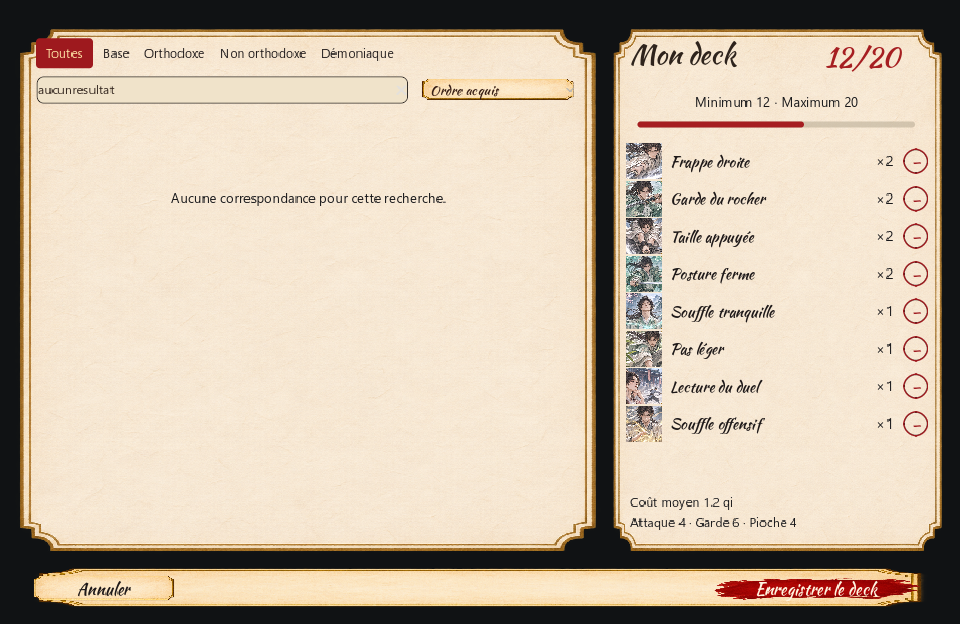 Toutes Base Orthodoxe Non orthodoxe Démoniaque
aucunresultat Ordre acquis
Aucune correspondance pour cette recherche.
Mon deck 12/20
Minimum 12 · Maximum 20
Frappe droite ×2 –
Garde du rocher ×2 –
Taille appuyée ×2 –
Posture ferme ×2 –
Souffle tranquille ×1 –
Pas léger ×1 –
Lecture du duel ×1 –
Souffle offensif ×1 –
Coût moyen 1.2 qi
Attaque 4 · Garde 6 · Pioche 4
Annuler Enregistrer le deck